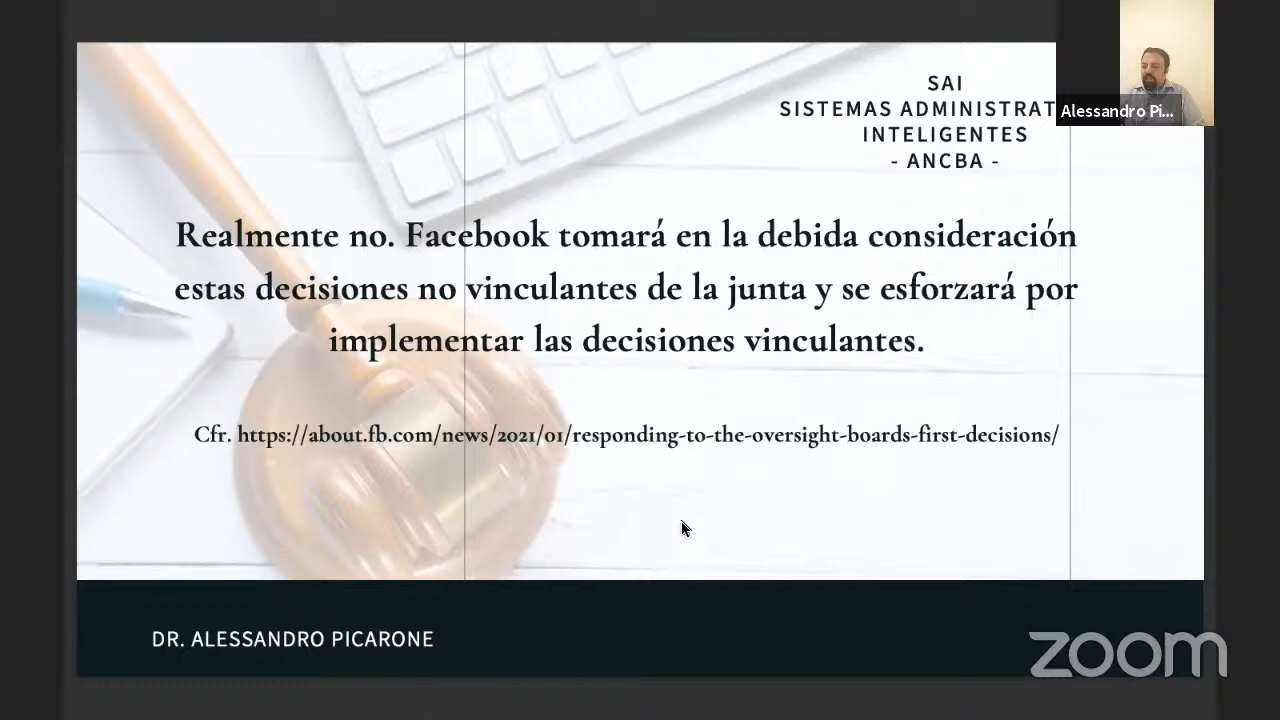 SAI
SISTEMAS ADMINISTRAT
INTELIGENTES
- ANCBA -
Alessandro Pi...
Realmente no. Facebook tomará en la debida consideración
estas decisiones no vinculantes de la junta y se esforzará por
implementar las decisiones vinculantes.
Cfr. https://about.fb.com/news/2021/01/responding-to-the-oversight-boards-first-decisions/
DR. ALESSANDRO PICARONE
zoom